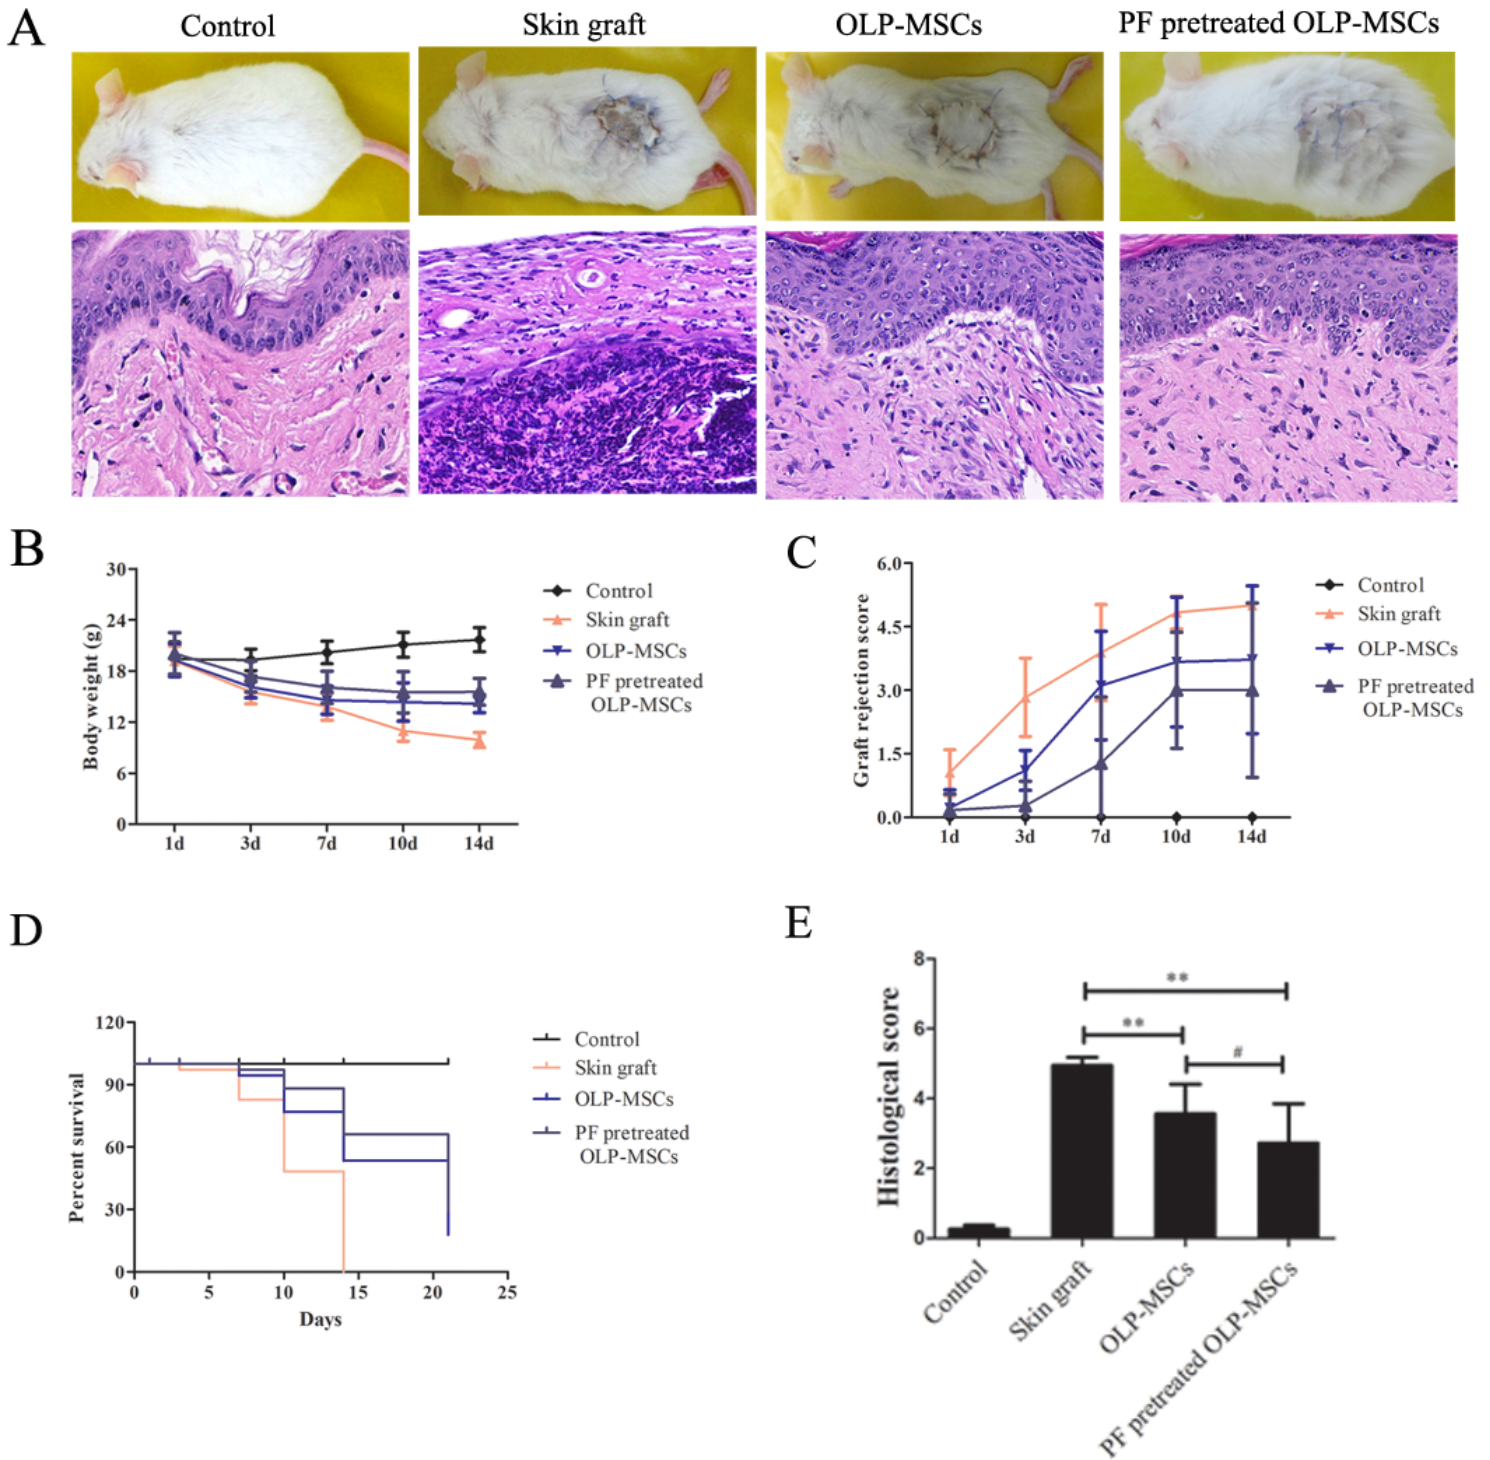 A
Control
Skin graft
OLP-MSCs
PF pretreated OLP-MSCs
B
30
24
18
12
6
0
Body weight (g)
1d
3d
7d
10d
14d
Control
Skin graft
OLP-MSCs
PF pretreated
OLP-MSCs
C
6.0
4.5
3.0
1.5
0.0
Graft rejection score
1d
3d
7d
10d
14d
Control
Skin graft
OLP-MSCs
PF pretreated
OLP-MSCs
D
120
90
60
30
0
Percent survival
0
5
10
15
20
25
Days
Control
Skin graft
OLP-MSCs
PF pretreated
OLP-MSCs
E
8
6
4
2
0
Histological score
**
**
#
Control
Skin graft
OLP-MSCs
PF pretreated OLP-MSCs